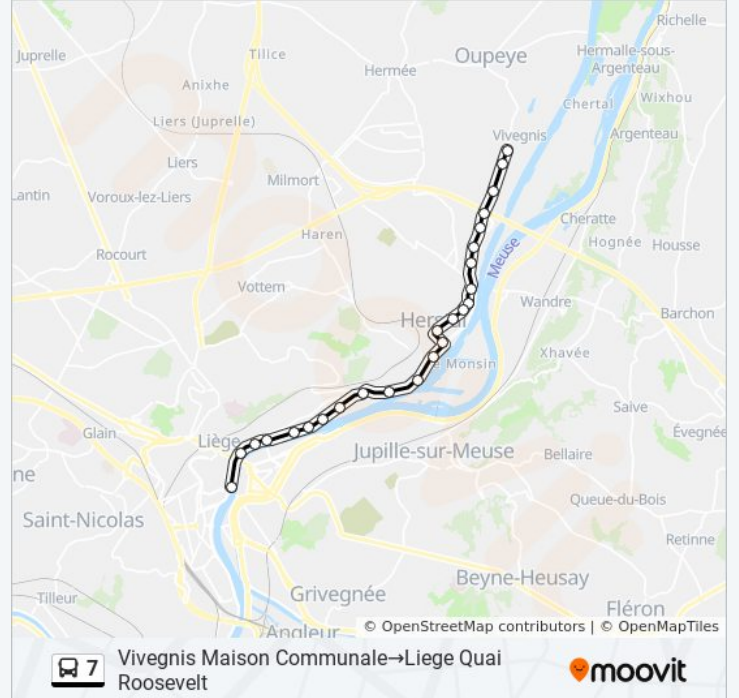 Richelle
Juprelle
Tilice
Oupeye
Hermalle-sous-
Argenteau
Hermée
Anixhe
Wixhou
Chertal
Liers (Juprelle)
Vivegnis
Argenteau
Liers
Milmort
Lantin
Voroux-lez-Liers
Cheratte
Haren
Hognée
Housse
Rocourt
Meuse
Vottem
Wandre
Barchon
Xhavée
Monsin
Saive
Glain
Liège
Évegnée
Jupille-sur-Meuse
Bellaire
Queue-du-Bois
Saint-Nicolas
Retinne
Beyne-Heusay
Tilleur
Grivegnée
Fléron
Angleur
© OpenStreetMap contributors | © OpenMapTiles
7
Vivegnis Maison Communale→Liege Quai
Roosevelt
moovit